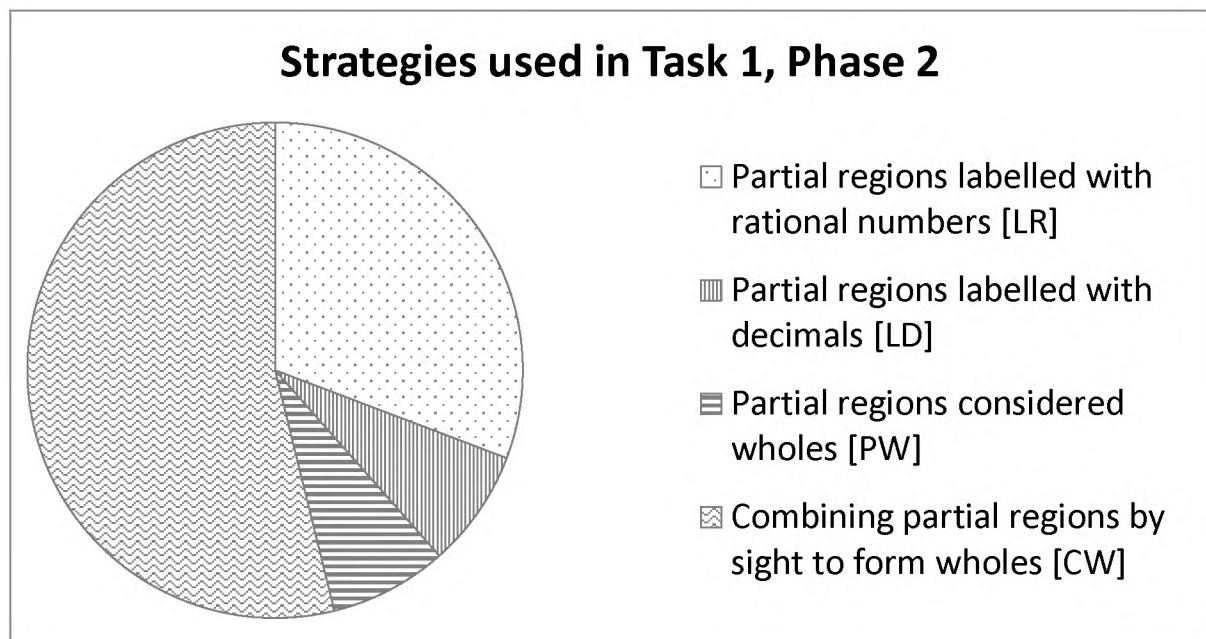 Strategies used in Task 1, Phase 2
Partial regions labelled with
rational numbers [LR]
Partial regions labelled with
decimals [LD]
Partial regions considered
wholes [PW]
Combining partial regions by
sight to form wholes [CW]